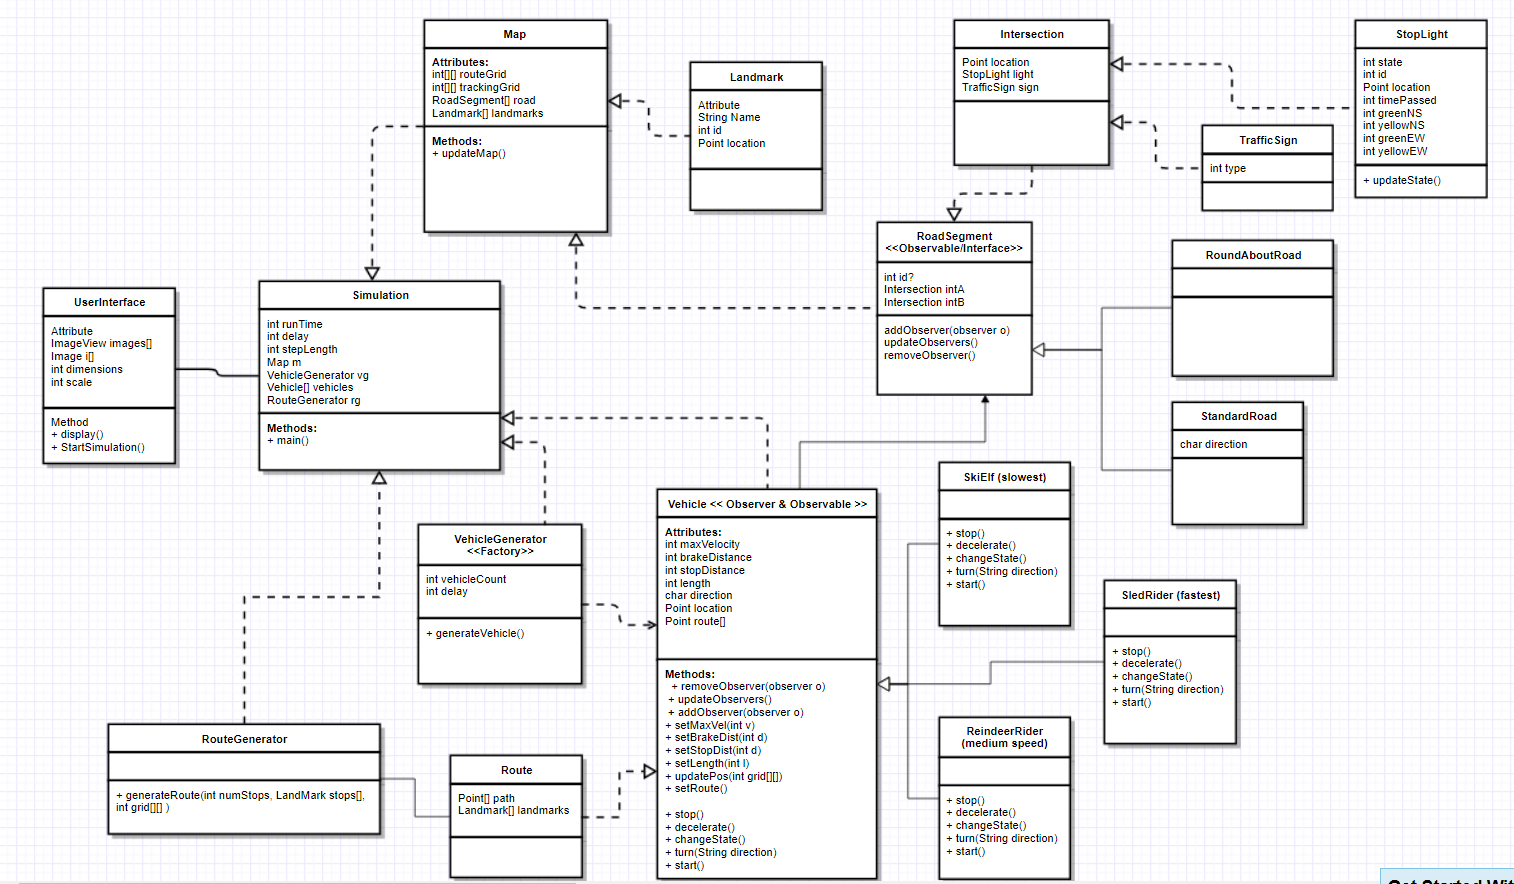 Map
Attributes:
int[][] routeGrid
int[][] trackingGrid
RoadSegment[] road
Landmark[] landmarks
Methods:
+ updateMap()
Landmark
Attribute
String Name
int id
Point location
Intersection
Point location
StopLight light
TrafficSign sign
StopLight
int state
int id
Point location
int timePassed
int greenNS
int yellowNS
int greenEW
int yellowEW
+ updateState()
TrafficSign
int type
RoadSegment
<<Observable/Interface>>
int id?
Intersection intA
Intersection intB
addObserver(observer o)
updateObservers()
removeObserver()
RoundAboutRoad
StandardRoad
char direction
UserInterface
Attribute
ImageView images[]
Image i[]
int dimensions
int scale
Method
+ display()
+ StartSimulation()
Simulation
int runTime
int delay
int stepLength
Map m
VehicleGenerator vg
Vehicle[] vehicles
RouteGenerator rg
Methods:
+ main()
VehicleGenerator
<<Factory>>
int vehicleCount
int delay
+ generateVehicle()
Vehicle << Observer & Observable >>
Attributes:
int maxVelocity
int brakeDistance
int stopDistance
int length
char direction
Point location
Point route[]
Methods:
+ removeObserver(observer o)
+ updateObservers()
+ addObserver(observer o)
+ setMaxVel(int v)
+ setBrakeDist(int d)
+ setStopDist(int d)
+ setLength(int l)
+ updatePos(int grid[][])
+ setRoute()
+ stop()
+ decelerate()
+ changeState()
+ turn(String direction)
+ start()
SkiElf (slowest)
+ stop()
+ decelerate()
+ changeState()
+ turn(String direction)
+ start()
SledRider (fastest)
+ stop()
+ decelerate()
+ changeState()
+ turn(String direction)
+ start()
ReindeerRider
(medium speed)
+ stop()
+ decelerate()
+ changeState()
+ turn(String direction)
+ start()
RouteGenerator
+ generateRoute(int numStops, LandMark stops[],
int grid[][] )
Route
Point[] path
Landmark[] landmarks